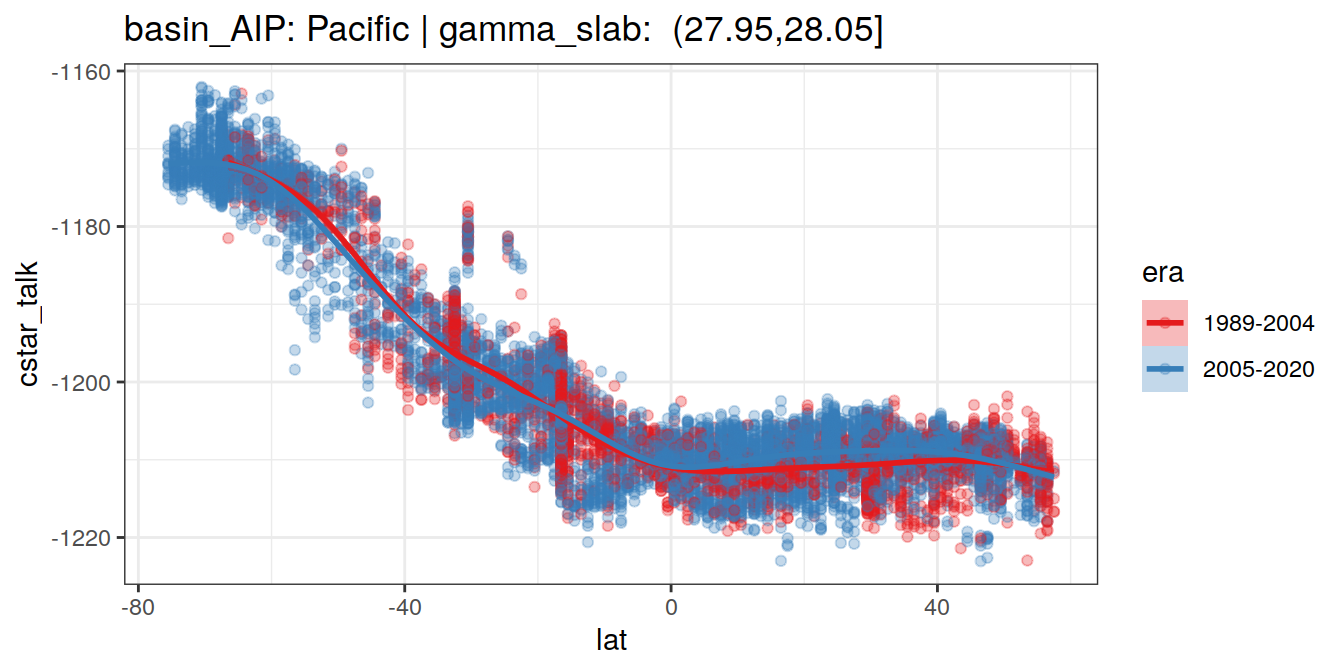 basin_AIP: Pacific | gamma_slab:  (27.95,28.05]
-1160
-1180
-1200
-1220
cstar_talk
-80
-40
0
40
lat
era
1989-2004
2005-2020